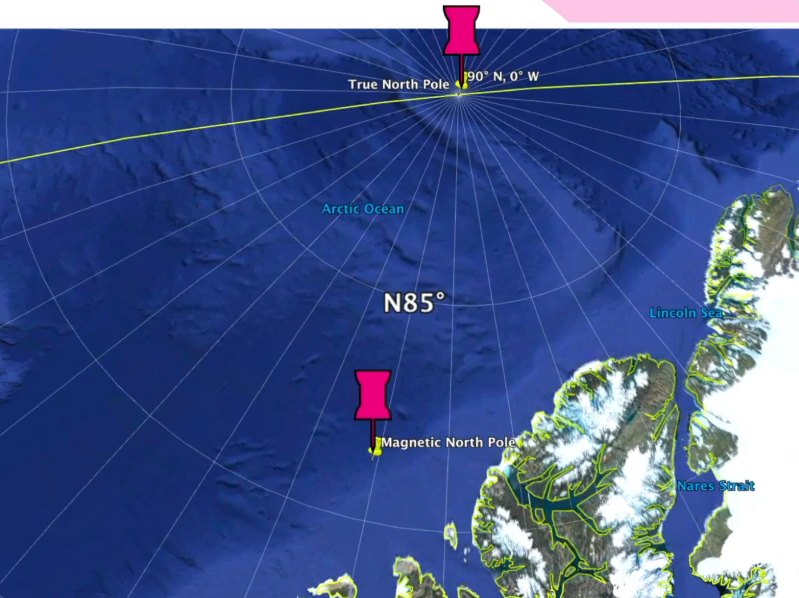 90° N, 0° W
True North Pole
Arctic Ocean
N85°
Lincoln Sea
Magnetic North Pole
Nares Strait